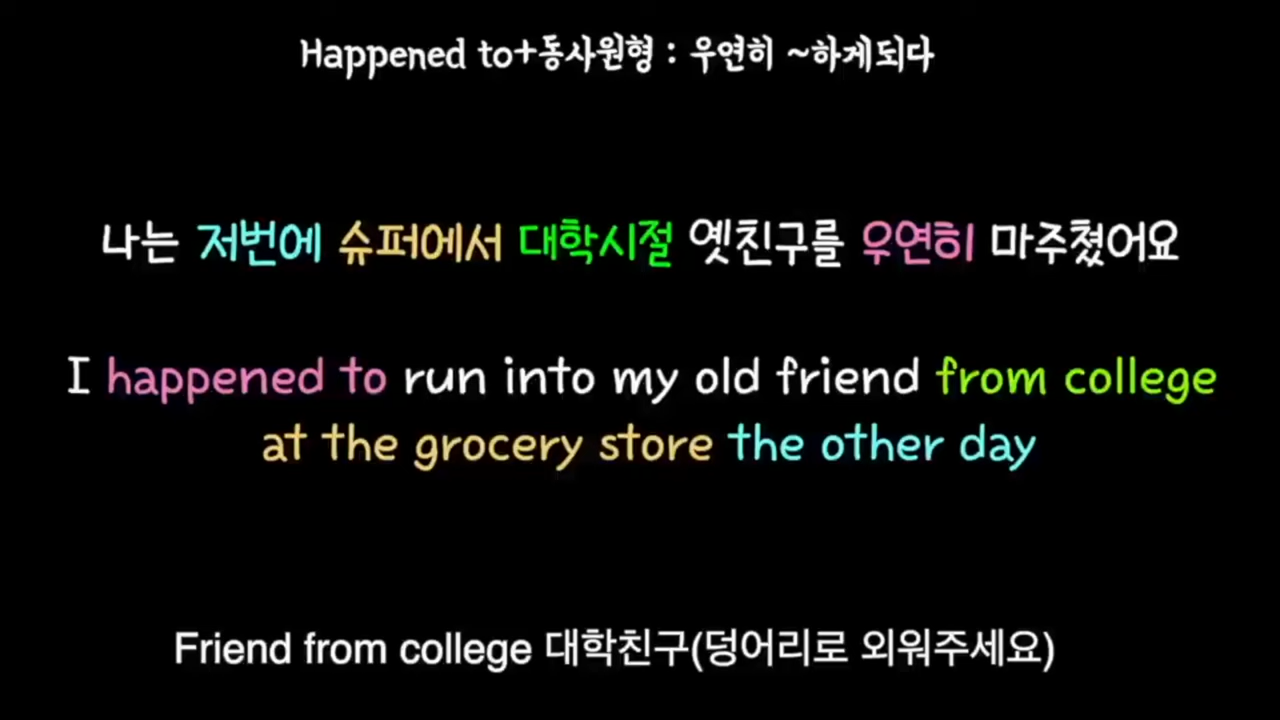 Happened to+동사원형 : 우연히 ~하게되다
나는 저번에 슈퍼에서 대학시절 옛친구를 우연히 마주쳤어요
I happened to run into my old friend from college
at the grocery store the other day
Friend from college 대학친구(덩어리로 외워주세요)